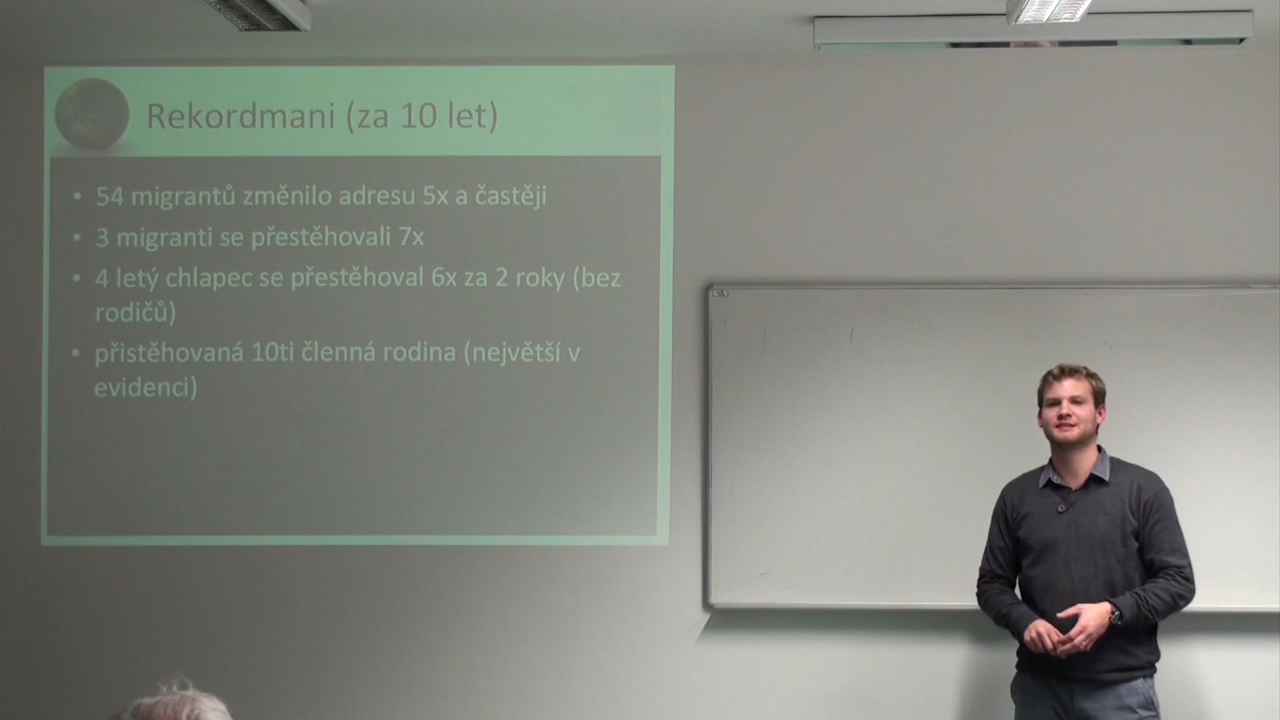 Rekordmani (za 10 let)
• 54 migrantů změnilo adresu 5x a častěji
• 3 migranti se přestěhovali 7x
• 4 letý chlapec se přestěhoval 6x za 2 roky (bez
rodičů)
• přistěhovaná 10ti členná rodina (největší v
evidenci)